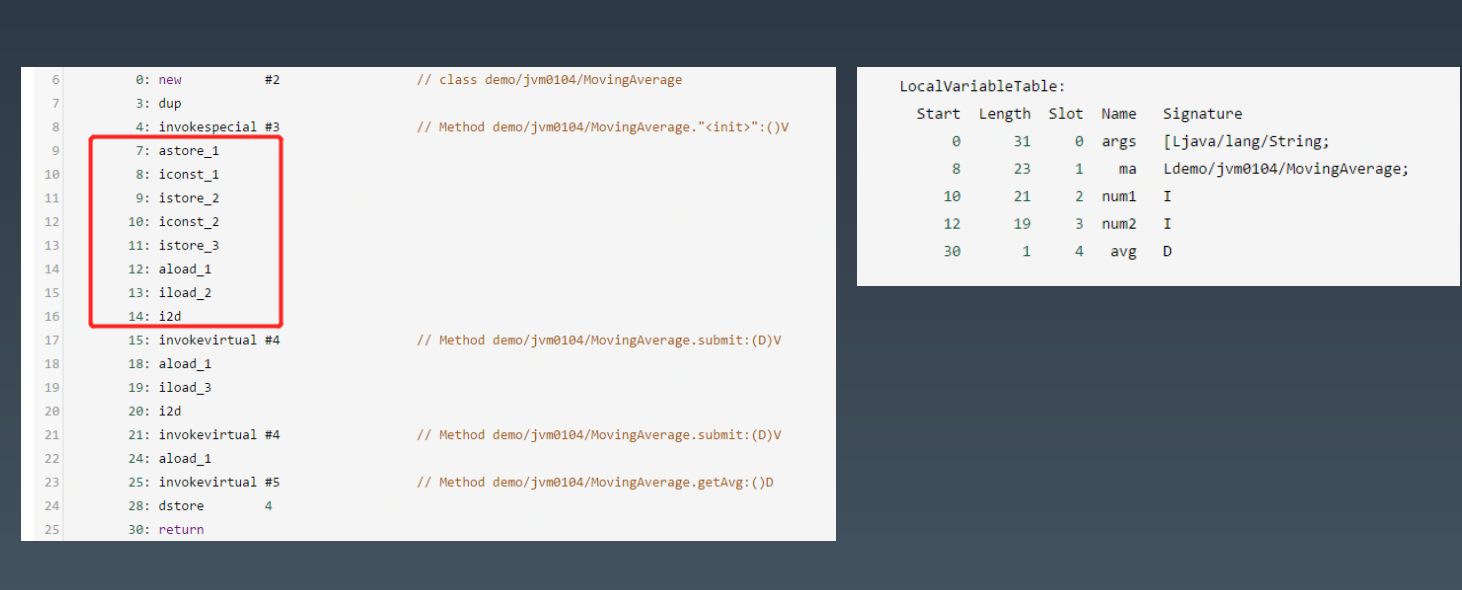 6 0: new #2 // class demo/jvm0104/MovingAverage
7 3: dup
8 4: invokespecial #3 // Method demo/jvm0104/MovingAverage."<init>":()V
9 7: astore_1
10 8: iconst_1
11 9: istore_2
12 10: iconst_2
13 11: istore_3
14 12: aload_1
15 13: iload_2
16 14: i2d
17 15: invokevirtual #4 // Method demo/jvm0104/MovingAverage.submit:(D)V
18 18: aload_1
19 19: iload_3
20 20: i2d
21 21: invokevirtual #4 // Method demo/jvm0104/MovingAverage.submit:(D)V
22 24: aload_1
23 25: invokevirtual #5 // Method demo/jvm0104/MovingAverage.getAvg:()D
24 28: dstore 4
25 30: return
LocalVariableTable:
Start Length Slot Name Signature
0 31 0 args [Ljava/lang/String;
8 23 1 ma Ldemo/jvm0104/MovingAverage;
10 21 2 num1 I
12 19 3 num2 I
30 1 4 avg D